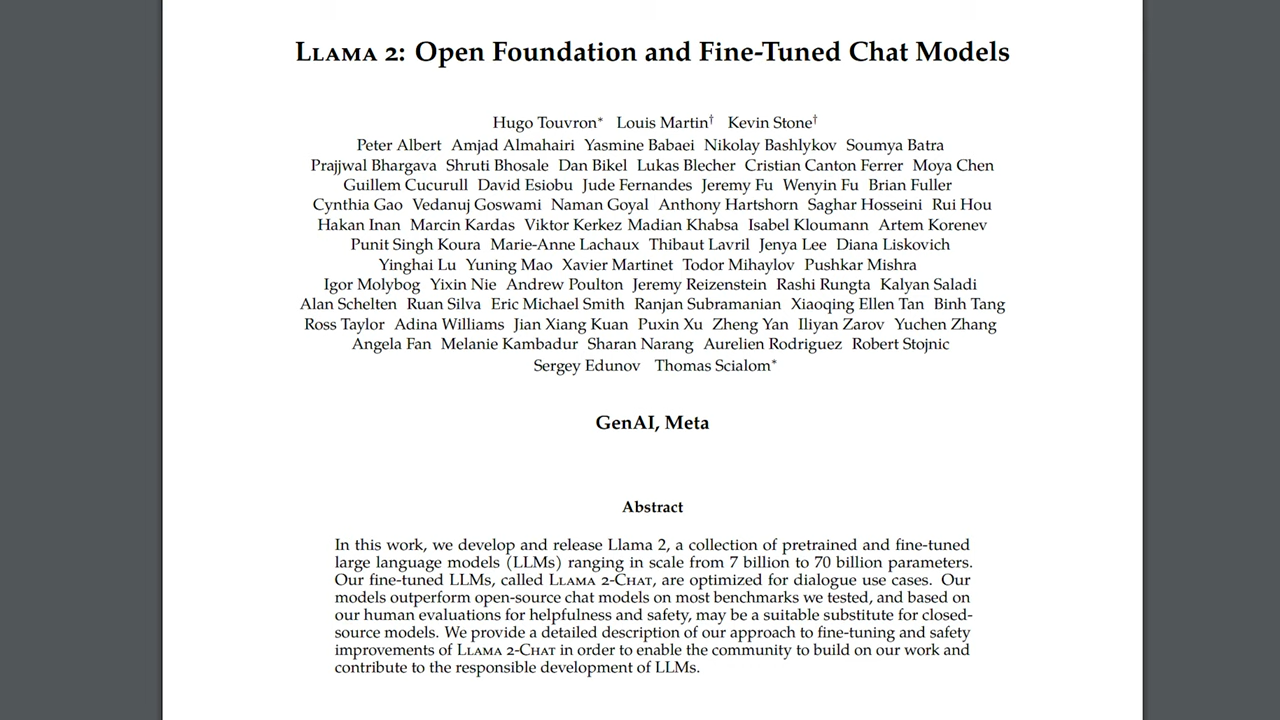 LLAMA 2: Open Foundation and Fine-Tuned Chat Models
Hugo Touvron* Louis Martin† Kevin Stone†
Peter Albert Amjad Almahairi Yasmine Babaei Nikolay Bashlykov Soumya Batra
Prajjwal Bhargava Shruti Bhosale Dan Bikel Lukas Blecher Cristian Canton Ferrer Moya Chen
Guillem Cucurull David Esiobu Jude Fernandes Jeremy Fu Wenyin Fu Brian Fuller
Cynthia Gao Vedanuj Goswami Naman Goyal Anthony Hartshorn Saghar Hosseini Rui Hou
Hakan Inan Marcin Kardas Viktor Kerkez Madian Khabsa Isabel Kloumann Artem Korenev
Punit Singh Koura Marie-Anne Lachaux Thibaut Lavril Jenya Lee Diana Liskovich
Yinghai Lu Yuning Mao Xavier Martinet Todor Mihaylov Pushkar Mishra
Igor Molybog Yixin Nie Andrew Poulton Jeremy Reizenstein Rashi Rungta Kalyan Saladi
Alan Schelten Ruan Silva Eric Michael Smith Ranjan Subramanian Xiaoqing Ellen Tan Binh Tang
Ross Taylor Adina Williams Jian Xiang Kuan Puxin Xu Zheng Yan Iliyan Zarov Yuchen Zhang
Angela Fan Melanie Kambadur Sharan Narang Aurelien Rodriguez Robert Stojnic
Sergey Edunov Thomas Scialom*
GenAI, Meta
Abstract
In this work, we develop and release Llama 2, a collection of pretrained and fine-tuned
large language models (LLMs) ranging in scale from 7 billion to 70 billion parameters.
Our fine-tuned LLMs, called LLAMA 2-CHAT, are optimized for dialogue use cases. Our
models outperform open-source chat models on most benchmarks we tested, and based on
our human evaluations for helpfulness and safety, may be a suitable substitute for closed-
source models. We provide a detailed description of our approach to fine-tuning and safety
improvements of LLAMA 2-CHAT in order to enable the community to build on our work and
contribute to the responsible development of LLMs.